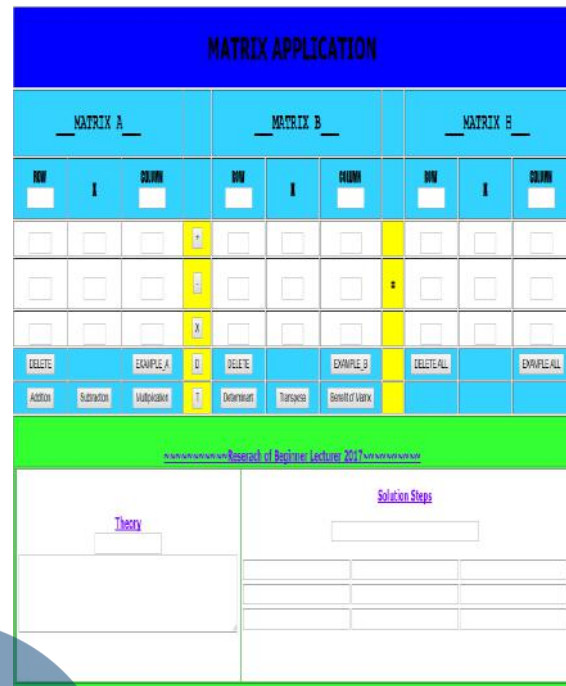 MATRIX APPLICATION
__MATRIX A__ __MATRIX B__ __MATRIX H__
ROW X COLUMN ROW X COLUMN ROW X COLUMN
+
- =
X
DELETE EXAMPLE_A D DELETE EXAMPLE_B DELETE ALL EXAMPLE ALL
Addition Subtraction Multiplication T Determinant Transpose Benefit of Matrix
~~~~~~~~~~Reserach of Beginner Lecturer 2017~~~~~~~~~~
Solution Steps
Theory